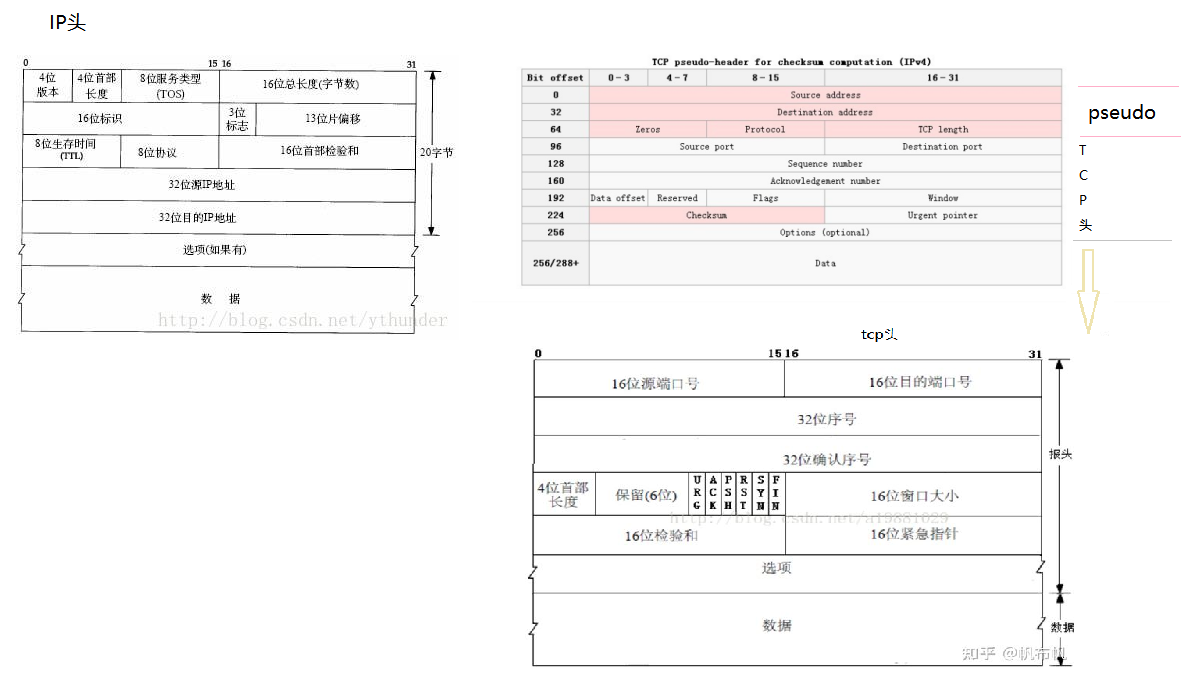 IP头
0 15 16 31
4位版本 4位首部长度 8位服务类型(TOS) 16位总长度(字节数)
16位标识 3位标志 13位片偏移
8位生存时间(TTL) 8位协议 16位首部检验和
20字节
32位源IP地址
32位目的IP地址
选项(如果有)
数 据
http://blog.csdn.net/ythunder
TCP pseudo-header for checksum computation (IPv4)
Bit offset 0-3 4-7 8-15 16-31
0 Source address
32 Destination address
64 Zeros Protocol TCP length
96 Source port Destination port
128 Sequence number
160 Acknowledgement number
192 Data offset Reserved Flags Window
224 Checksum Urgent pointer
256 Options (optional)
256/288+ Data
pseudo
T
C
P
头
tcp头
0 15 16 31
16位源端口号 16位目的端口号
32位序号
32位确认序号
4位首部长度 保留(6位) URG ACK PSH RST SYN FIN 16位窗口大小
16位检验和 16位紧急指针
选项
数据
报头
数据
知乎 @帆布帆